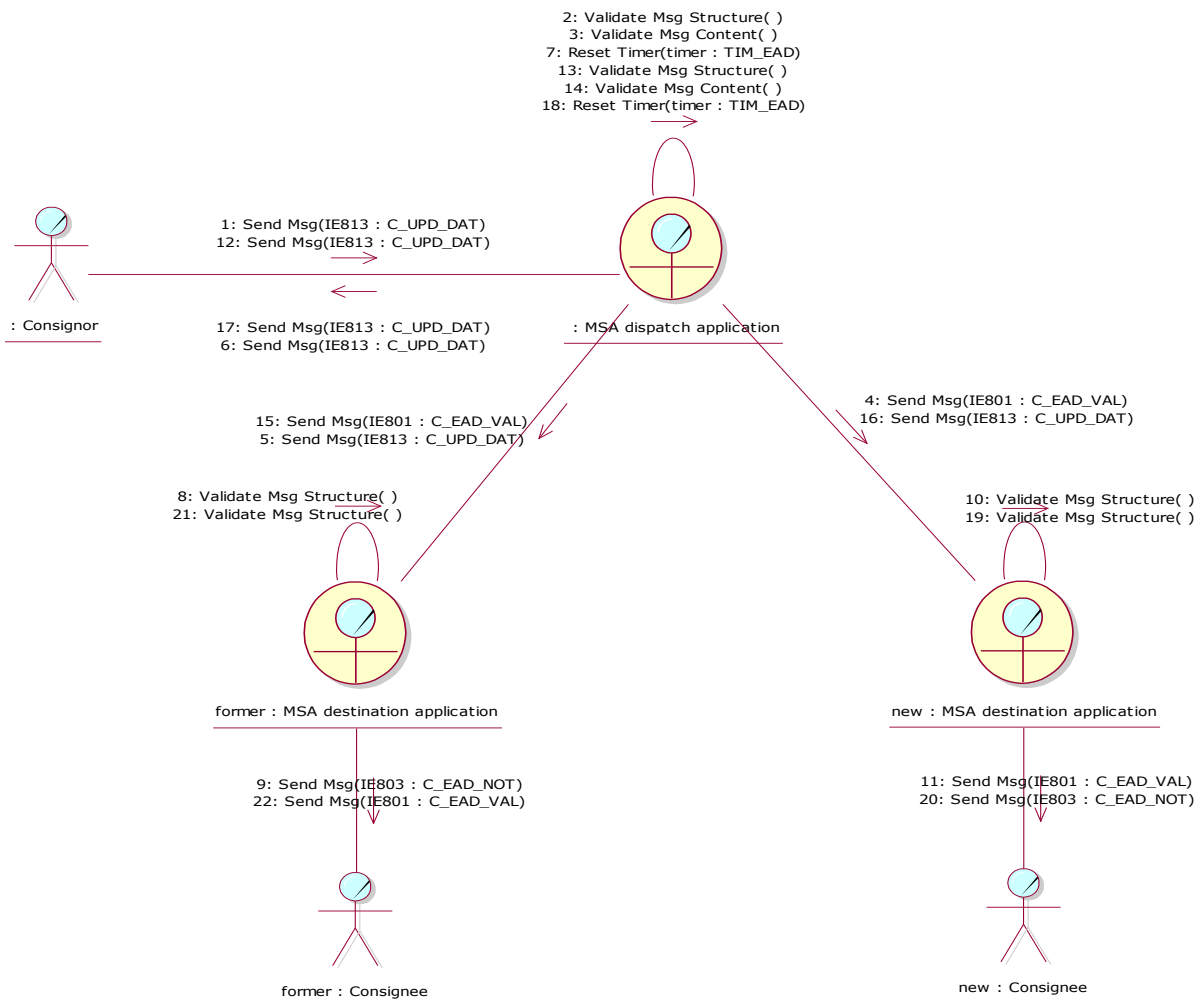 2: Validate Msg Structure( )
3: Validate Msg Content( )
7: Reset Timer(timer : TIM_EAD)
13: Validate Msg Structure( )
14: Validate Msg Content( )
18: Reset Timer(timer : TIM_EAD)
1: Send Msg(IE813 : C_UPD_DAT)
12: Send Msg(IE813 : C_UPD_DAT)
: Consignor
17: Send Msg(IE813 : C_UPD_DAT)
6: Send Msg(IE813 : C_UPD_DAT)
: MSA dispatch application
15: Send Msg(IE801 : C_EAD_VAL)
5: Send Msg(IE813 : C_UPD_DAT)
4: Send Msg(IE801 : C_EAD_VAL)
16: Send Msg(IE813 : C_UPD_DAT)
8: Validate Msg Structure( )
21: Validate Msg Structure( )
10: Validate Msg Structure( )
19: Validate Msg Structure( )
former : MSA destination application
new : MSA destination application
9: Send Msg(IE803 : C_EAD_NOT)
22: Send Msg(IE801 : C_EAD_VAL)
11: Send Msg(IE801 : C_EAD_VAL)
20: Send Msg(IE803 : C_EAD_NOT)
former : Consignee
new : Consignee